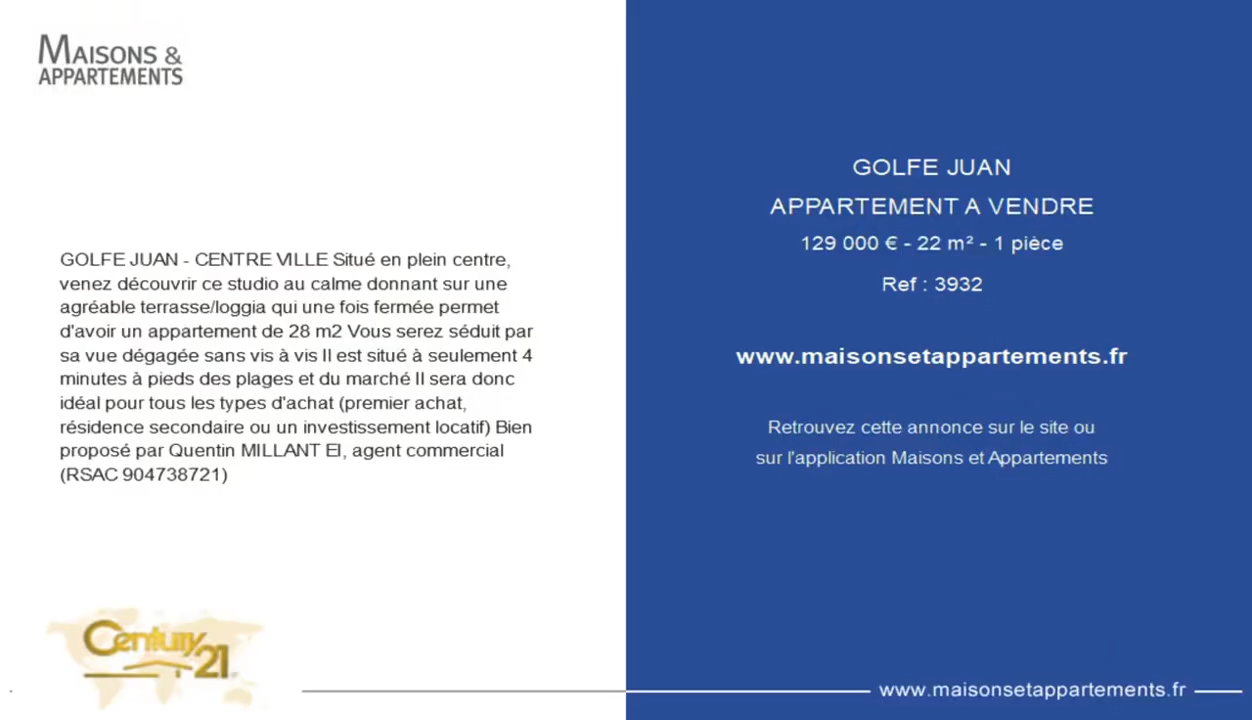 MAISONS &
APPARTEMENTS
GOLFE JUAN - CENTRE VILLE Situé en plein centre,
venez découvrir ce studio au calme donnant sur une
agréable terrasse/loggia qui une fois fermée permet
d'avoir un appartement de 28 m2 Vous serez séduit par
sa vue dégagée sans vis à vis Il est situé à seulement 4
minutes à pieds des plages et du marché Il sera donc
idéal pour tous les types d'achat (premier achat,
résidence secondaire ou un investissement locatif) Bien
proposé par Quentin MILLANT EI, agent commercial
(RSAC 904738721)
Century 21
GOLFE JUAN
APPARTEMENT A VENDRE
129 000 € - 22 m² - 1 pièce
Ref : 3932
www.maisonsetappartements.fr
Retrouvez cette annonce sur le site ou
sur l'application Maisons et Appartements
www.maisonsetappartements.fr